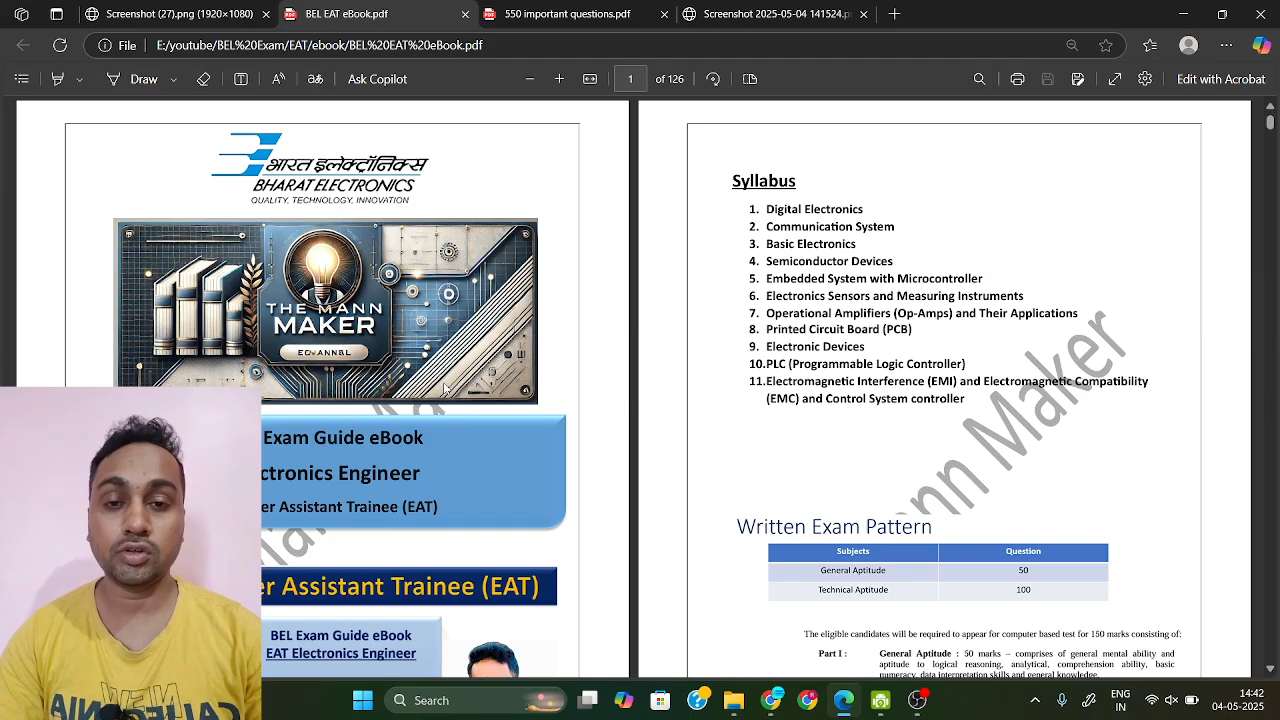 Screenshot (27).png (1920×1080)
BEL EAT eBook.pdf
550 important questions.pdf
Screenshot 2025-05-04 141524.p
File
E:/youtube/BEL%20Exam/EAT/ebook/BEL%20EAT%20eBook.pdf
Draw
Ask Copilot
1 of 126
Edit with Acrobat
भारत इलेक्ट्रॉनिक्स
BHARAT ELECTRONICS
QUALITY, TECHNOLOGY, INNOVATION
THE MANN
MAKER
Exam Guide eBook
ctronics Engineer
er Assistant Trainee (EAT)
er Assistant Trainee (EAT)
BEL Exam Guide eBook
EAT Electronics Engineer
Syllabus
1. Digital Electronics
2. Communication System
3. Basic Electronics
4. Semiconductor Devices
5. Embedded System with Microcontroller
6. Electronics Sensors and Measuring Instruments
7. Operational Amplifiers (Op-Amps) and Their Applications
8. Printed Circuit Board (PCB)
9. Electronic Devices
10.PLC (Programmable Logic Controller)
11.Electromagnetic Interference (EMI) and Electromagnetic Compatibility
(EMC) and Control System controller
nn Maker
Written Exam Pattern
Subjects Question
General Aptitude 50
Technical Aptitude 100
The eligible candidates will be required to appear for computer based test for 150 marks consisting of:
Part I : General Aptitude : 50 marks – comprises of general mental ability and
aptitude to logical reasoning, analytical, comprehension ability, basic
numeracy, data interpretation skills and general knowledge.
Search
ENG
IN
14:42
04-05-2025